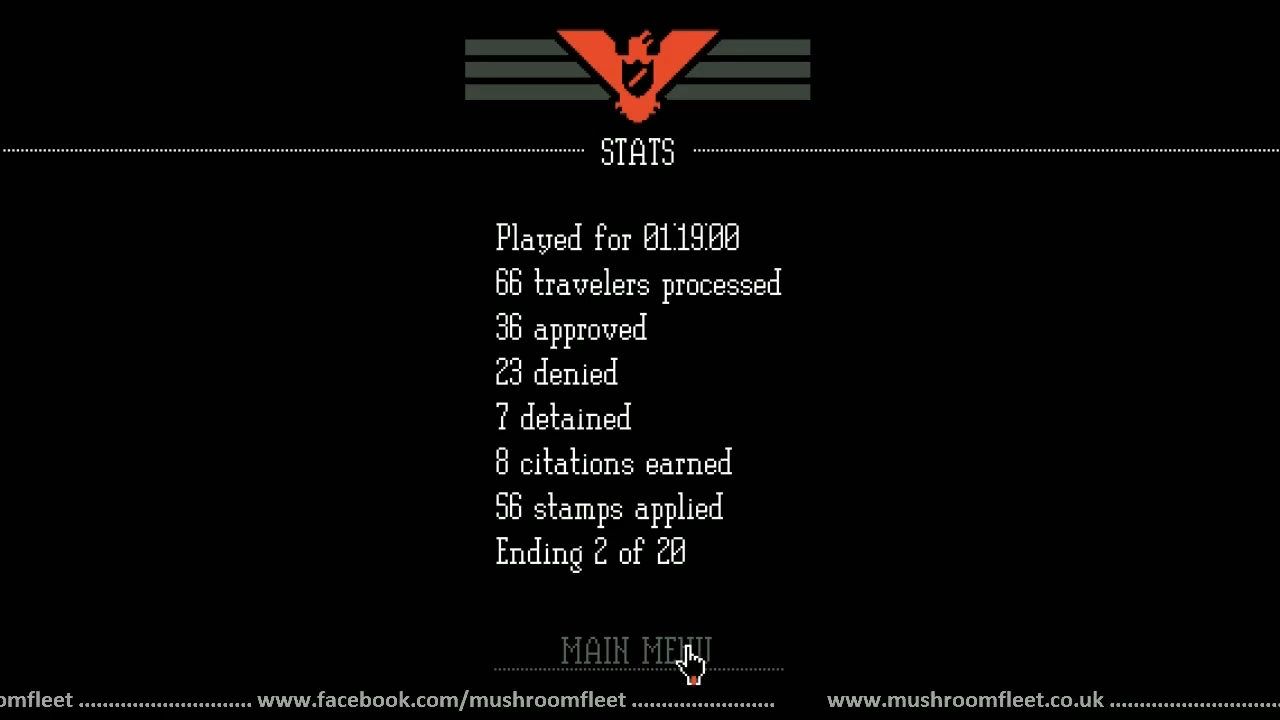 STATS
Played for 01:19:00
66 travelers processed
36 approved
23 denied
7 detained
8 citations earned
56 stamps applied
Ending 2 of 20
MAIN MENU
omfleet ................................ www.facebook.com/mushroomfleet .......................... www.mushroomfleet.co.uk ................................